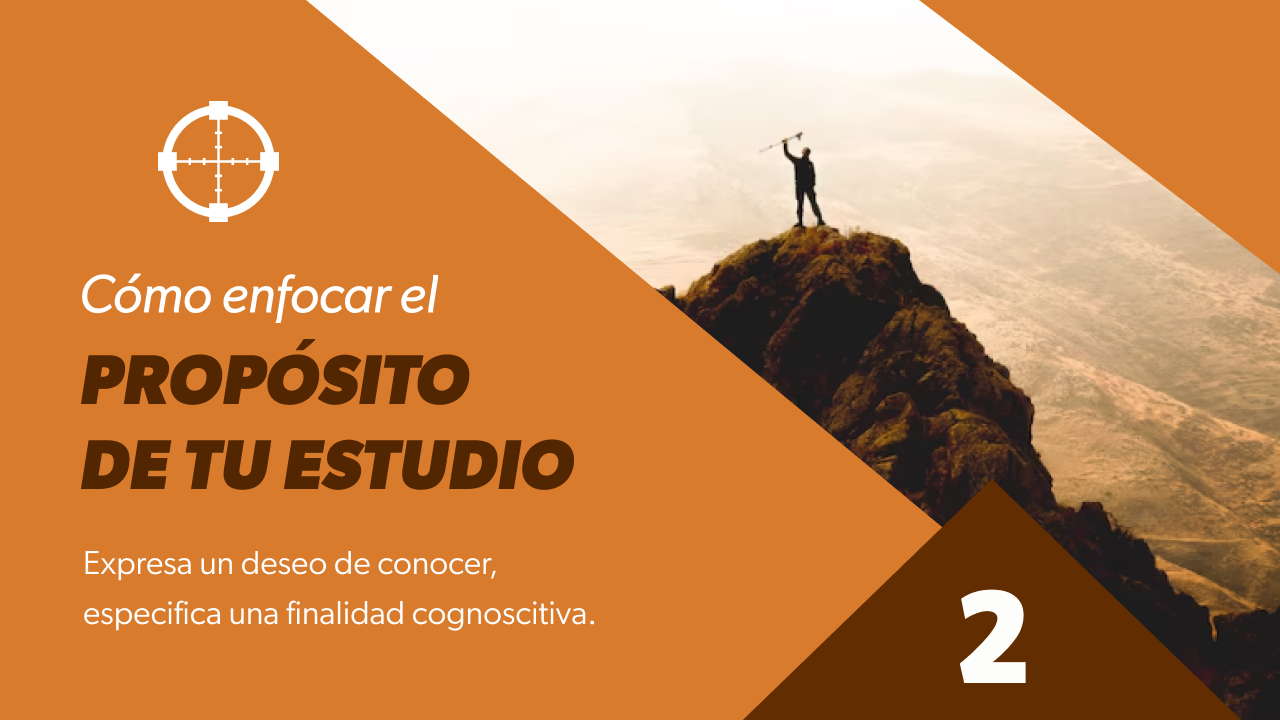 Cómo enfocar el
PROPÓSITO
DE TU ESTUDIO
Expresa un deseo de conocer,
especifica una finalidad cognoscitiva.
2